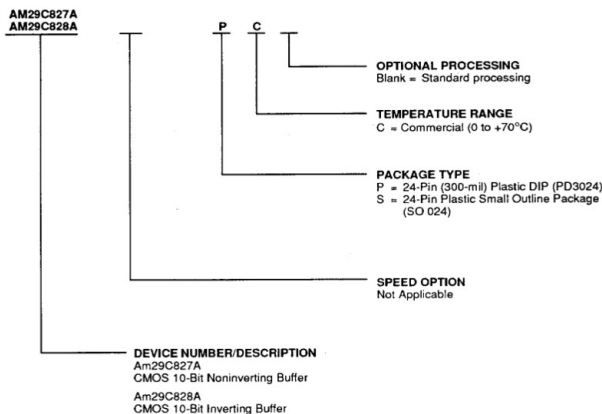 AM29C827A
AM29C828A
P C
OPTIONAL PROCESSING
Blank = Standard processing
TEMPERATURE RANGE
C = Commercial (0 to +70°C)
PACKAGE TYPE
P = 24-Pin (300-mil) Plastic DIP (PD3024)
S = 24-Pin Plastic Small Outline Package
(SO 024)
SPEED OPTION
Not Applicable
DEVICE NUMBER/DESCRIPTION
Am29C827A
CMOS 10-Bit Noninverting Buffer
Am29C828A
CMOS 10-Bit Inverting Buffer